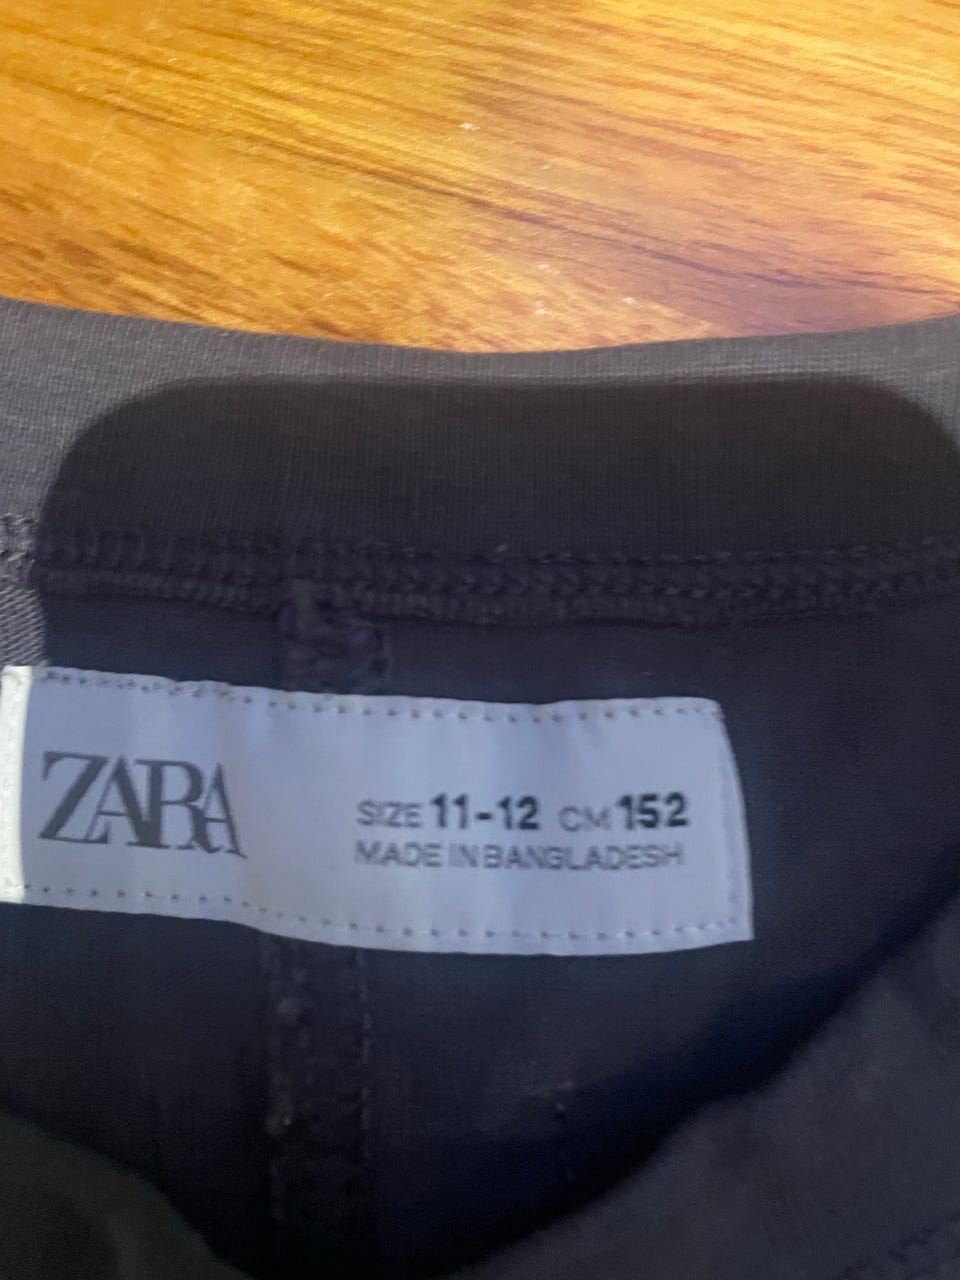 ZARA
SIZE 11-12 CM 152
MADE IN BANGLADESH